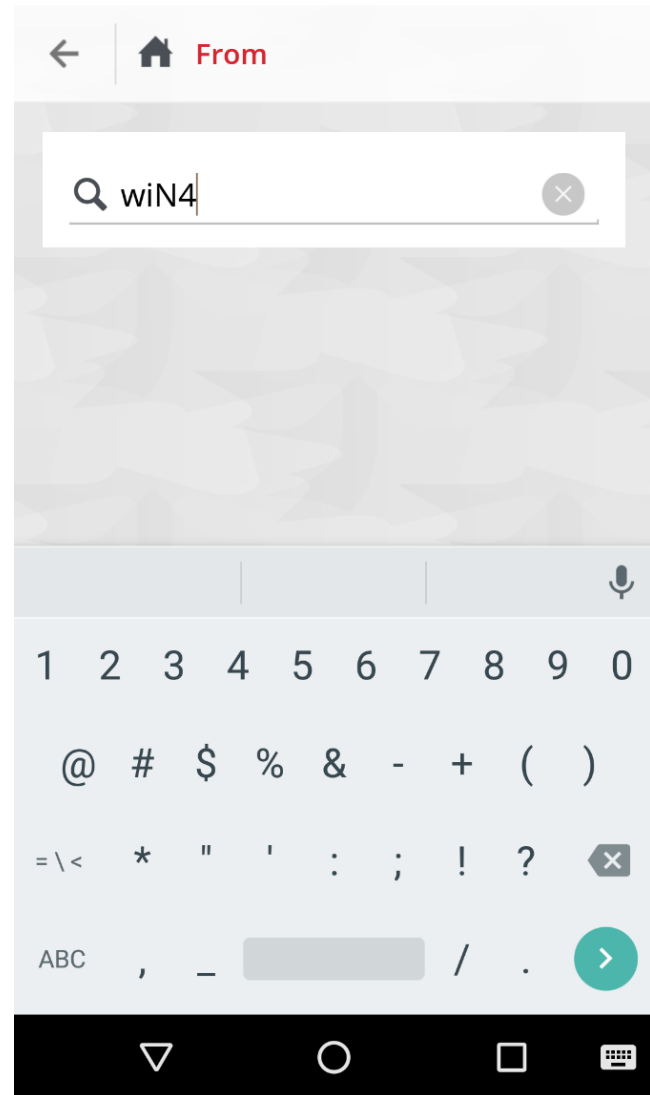 From
wiN4
1 2 3 4 5 6 7 8 9 0
@ # $ % & - + ( )
= \ < * " ' : ; ! ?
ABC , _ / .